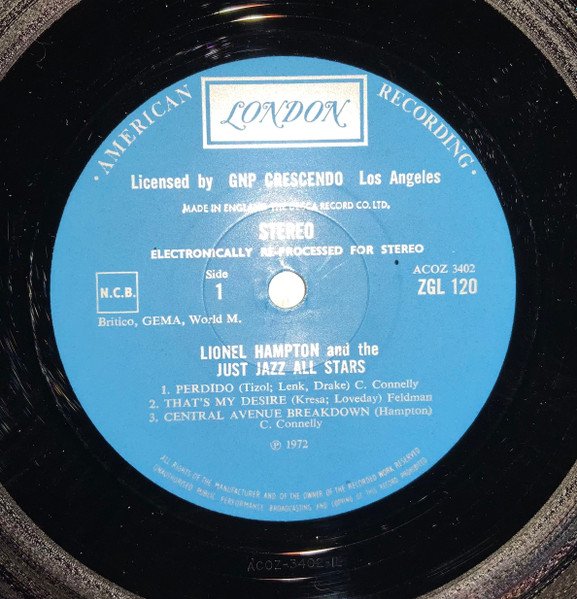 LONDON
· AMERICAN RECORDING ·
Licensed by GNP CRESCENDO Los Angeles
MADE IN ENGLAND THE DECCA RECORD CO. LTD.
STEREO
ELECTRONICALLY RE-PROCESSED FOR STEREO
Side
1
ACOZ 3402
ZGL 120
N.C.B.
Britico, GEMA, World M.
LIONEL HAMPTON and the
JUST JAZZ ALL STARS
1. PERDIDO (Tizol; Lenk, Drake) C. Connelly
2. THAT'S MY DESIRE (Kresa; Loveday) Feldman
3. CENTRAL AVENUE BREAKDOWN (Hampton)
C. Connelly
℗ 1972
ALL RIGHTS OF THE MANUFACTURER AND OF THE OWNER OF THE RECORDED WORK RESERVED
UNAUTHORISED PUBLIC PERFORMANCE BROADCASTING AND COPYING OF THIS RECORD PROHIBITED